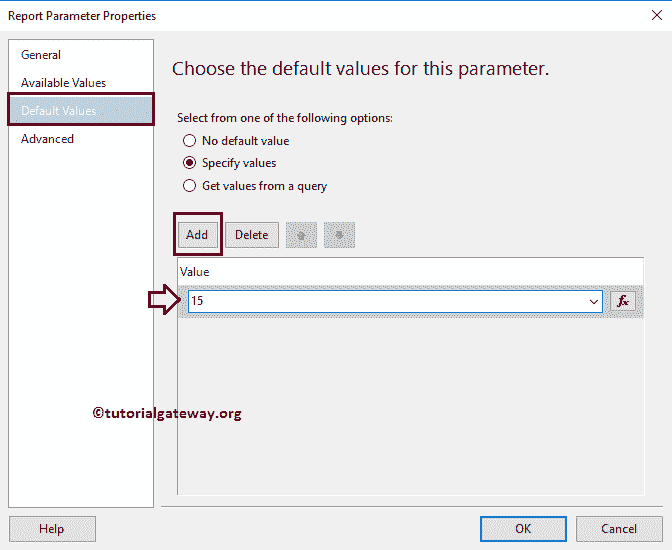 Report Parameter Properties
General
Available Values
Default Values
Advanced
Choose the default values for this parameter.
Select from one of the following options:
No default value
Specify values
Get values from a query
Add
Delete
Value
15
fx
©tutorialgateway.org
Help
OK
Cancel